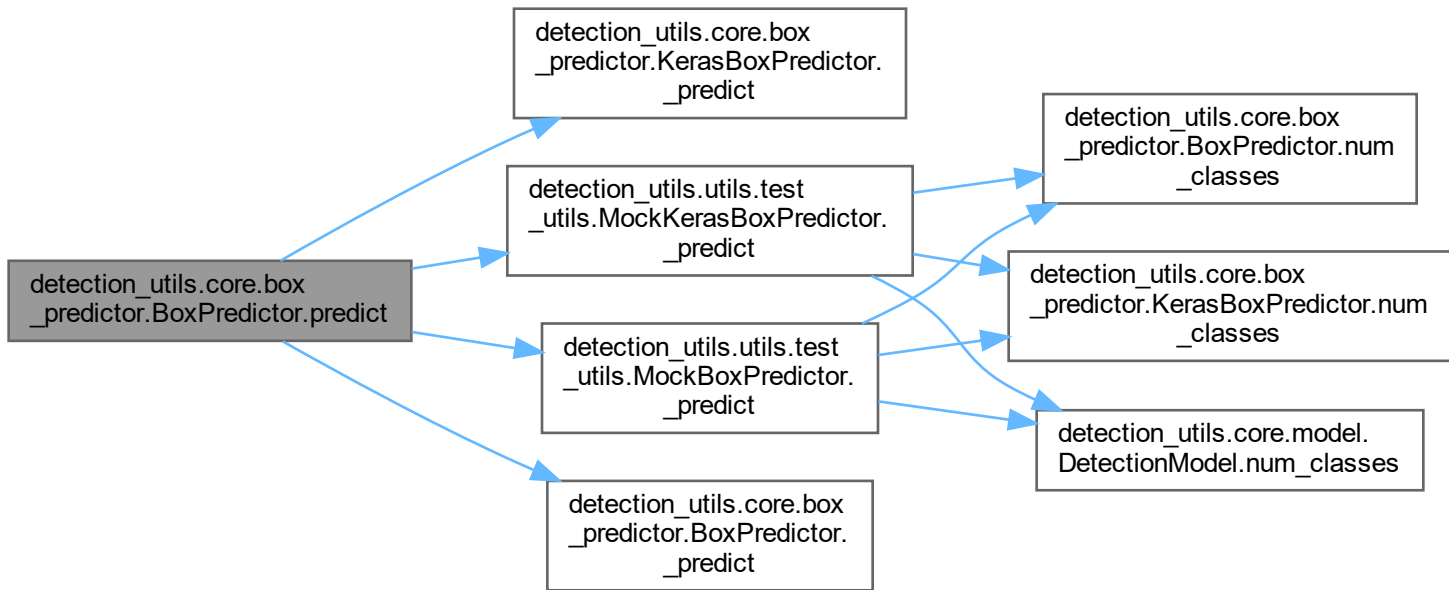 detection_utils.core.box
_predictor.BoxPredictor.predict
detection_utils.core.box
_predictor.KerasBoxPredictor.
_predict
detection_utils.utils.test
_utils.MockKerasBoxPredictor.
_predict
detection_utils.utils.test
_utils.MockBoxPredictor.
_predict
detection_utils.core.box
_predictor.BoxPredictor.
_predict
detection_utils.core.box
_predictor.BoxPredictor.num
_classes
detection_utils.core.box
_predictor.KerasBoxPredictor.num
_classes
detection_utils.core.model.
DetectionModel.num_classes